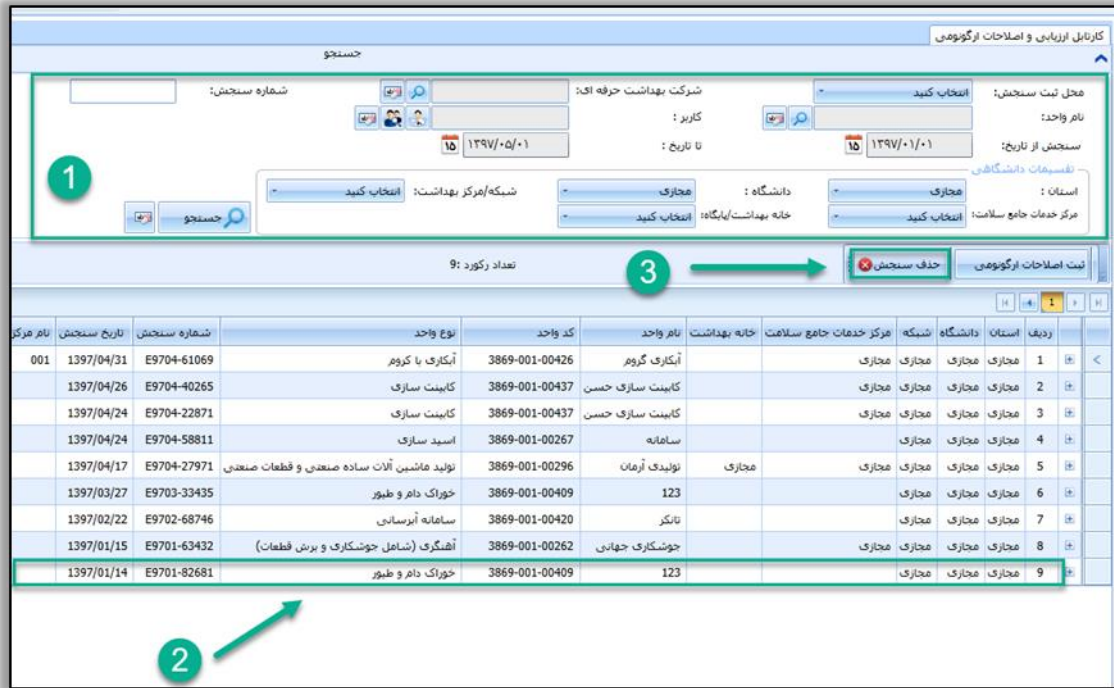 کارتابل ارزیابی و اصلاحات ارگونومی
جستجو
محل ثبت سنجش: انتخاب کنید شرکت بهداشت حرفه ای: شماره سنجش:
نام واحد: کاربر :
سنجش از تاریخ: ۱۳۹۷/۰۱/۰۱ 15 تا تاریخ : ۱۳۹۷/۰۵/۰۱ 15
تقسیمات دانشگاهی
1
استان : مجازی دانشگاه : مجازی شبکه/مرکز بهداشت: انتخاب کنید
مرکز خدمات جامع سلامت: انتخاب کنید خانه بهداشت/پایگاه: انتخاب کنید جستجو
ثبت اصلاحات ارگونومی حذف سنجش 3 تعداد رکورد :9
1
ردیف استان دانشگاه شبکه مرکز خدمات جامع سلامت خانه بهداشت نام واحد کد واحد نوع واحد شماره سنجش تاریخ سنجش نام مرکز
1 مجازی مجازی مجازی مجازی آبکاری گروم 3869-001-00426 آبکاری با کروم E9704-61069 1397/04/31 001
2 مجازی مجازی مجازی مجازی کابینت سازی حسن 3869-001-00437 کابینت سازی E9704-40265 1397/04/26
3 مجازی مجازی مجازی مجازی کابینت سازی حسن 3869-001-00437 کابینت سازی E9704-22871 1397/04/24
4 مجازی مجازی مجازی سامانه 3869-001-00267 اسید سازی E9704-58811 1397/04/24
5 مجازی مجازی مجازی مجازی مجازی تولیدی آرمان 3869-001-00296 تولید ماشین آلات ساده صنعتی و قطعات صنعتی E9704-27971 1397/04/17
6 مجازی مجازی مجازی 123 3869-001-00409 خوراک دام و طیور E9703-33435 1397/03/27
7 مجازی مجازی مجازی تانکر 3869-001-00420 سامانه آبرسانی E9702-68746 1397/02/22
8 مجازی مجازی مجازی مجازی جوشکاری جهانی 3869-001-00262 آهنگری (شامل جوشکاری و برش قطعات) E9701-63432 1397/01/15
9 مجازی مجازی مجازی 123 3869-001-00409 خوراک دام و طیور E9701-82681 1397/01/14
2